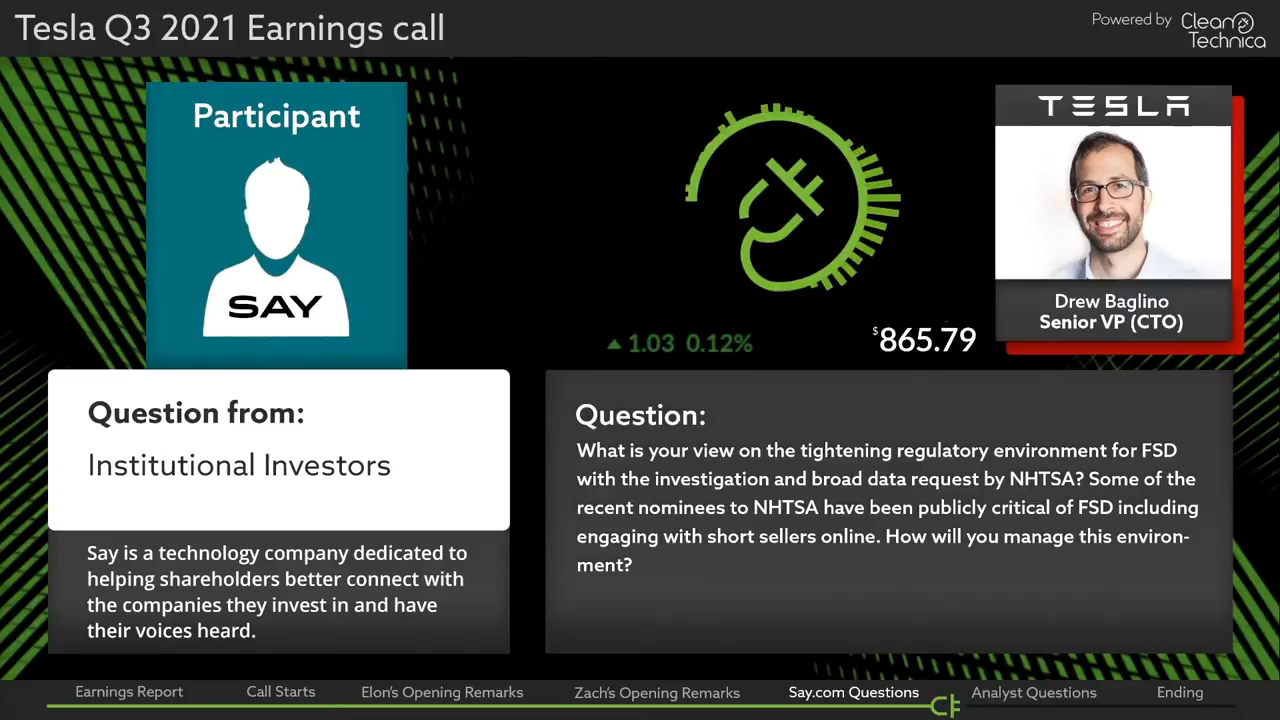 Tesla Q3 2021 Earnings call
Powered by
Clean
Technica
Participant
SAY
TESLA
Drew Baglino
Senior VP (CTO)
1.03 0.12%
$865.79
Question from:
Institutional Investors
Say is a technology company dedicated to
helping shareholders better connect with
the companies they invest in and have
their voices heard.
Question:
What is your view on the tightening regulatory environment for FSD
with the investigation and broad data request by NHTSA? Some of the
recent nominees to NHTSA have been publicly critical of FSD including
engaging with short sellers online. How will you manage this environ-
ment?
Earnings Report
Call Starts
Elon's Opening Remarks
Zach's Opening Remarks
Say.com Questions
Analyst Questions
Ending